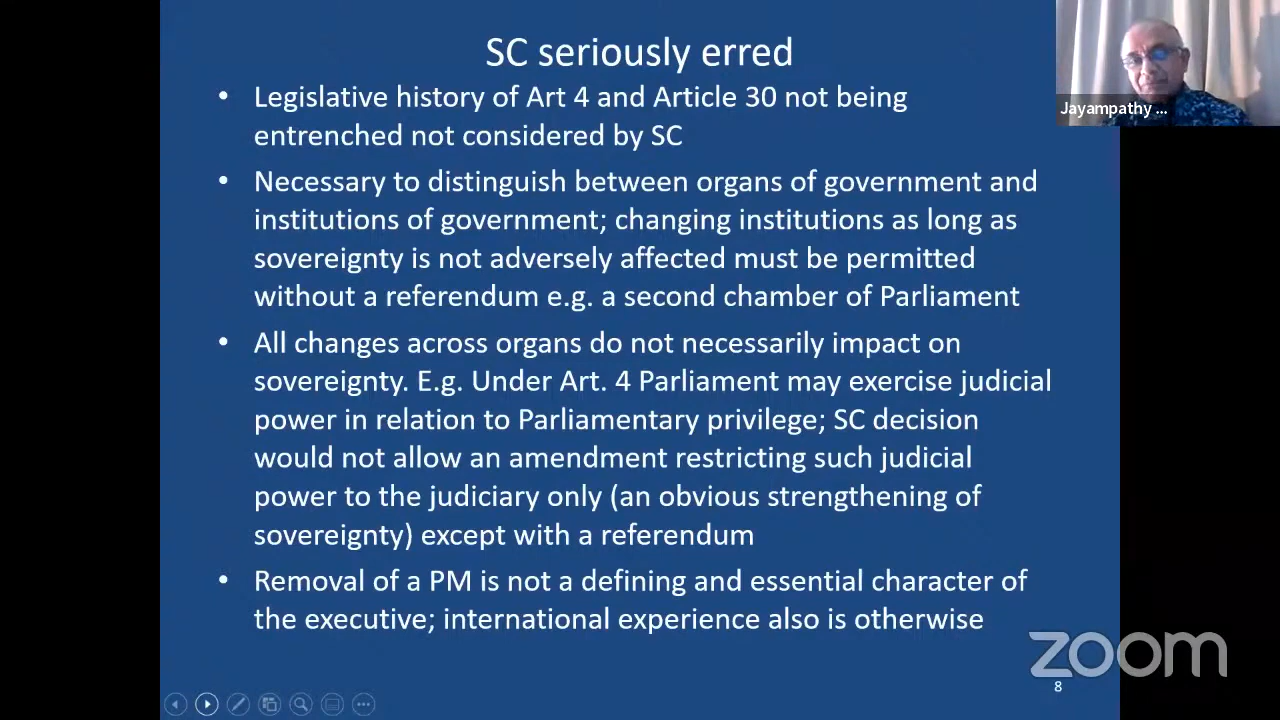 SC seriously erred
Jayampathy ...
• Legislative history of Art 4 and Article 30 not being
entrenched not considered by SC
• Necessary to distinguish between organs of government and
institutions of government; changing institutions as long as
sovereignty is not adversely affected must be permitted
without a referendum e.g. a second chamber of Parliament
• All changes across organs do not necessarily impact on
sovereignty. E.g. Under Art. 4 Parliament may exercise judicial
power in relation to Parliamentary privilege; SC decision
would not allow an amendment restricting such judicial
power to the judiciary only (an obvious strengthening of
sovereignty) except with a referendum
• Removal of a PM is not a defining and essential character of
the executive; international experience also is otherwise
zoom
8